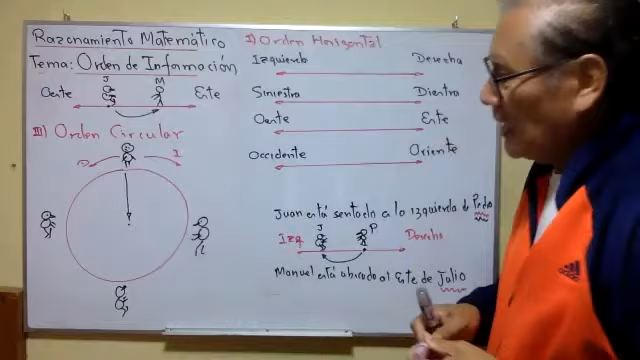 Razonamiento Matemático
Tema: Orden de Información
J M
Oeste Este
III) Orden Circular
D I
I) Orden Horizontal
Izquierda Derecha
Siniestra Diestra
Oeste Este
Occidente Oriente
Juan está sentado a la izquierda de Pedro
Izq J P Derecha
Manuel está ubicado al Este de Julio
adidas